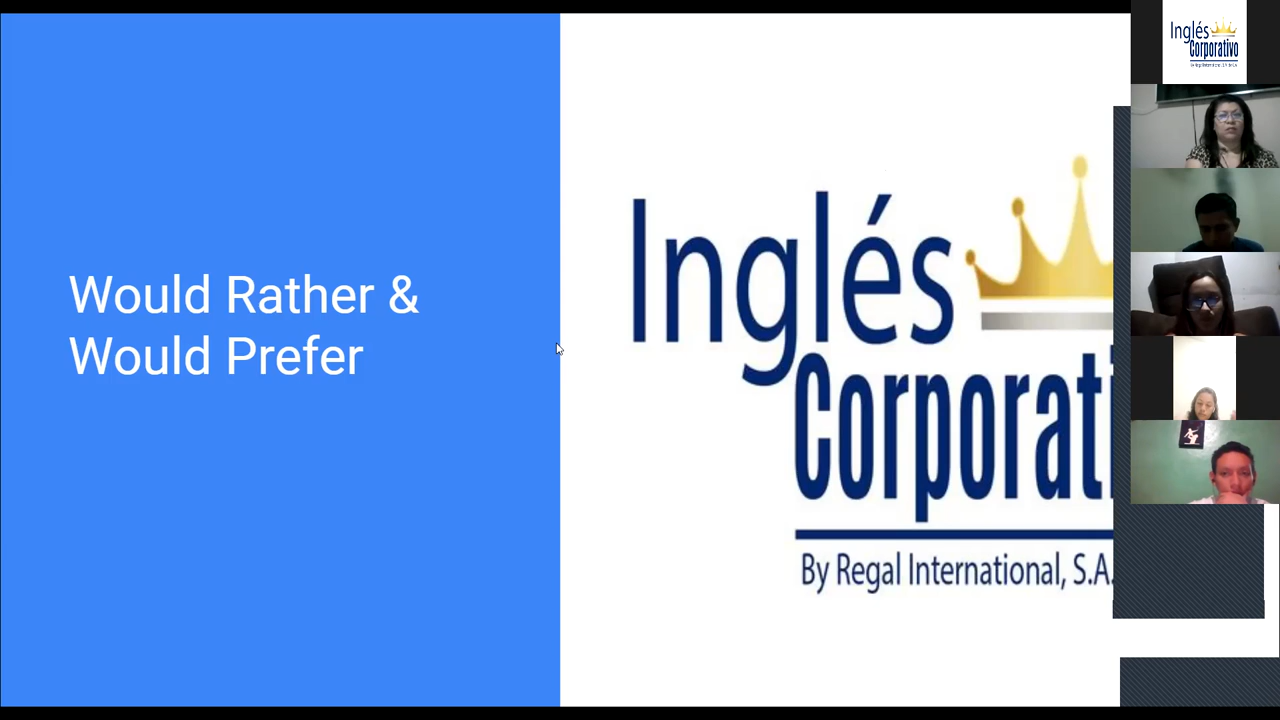 Would Rather &
Would Prefer
Inglés
Corporati
By Regal International, S.A.
Inglés
Corporativo